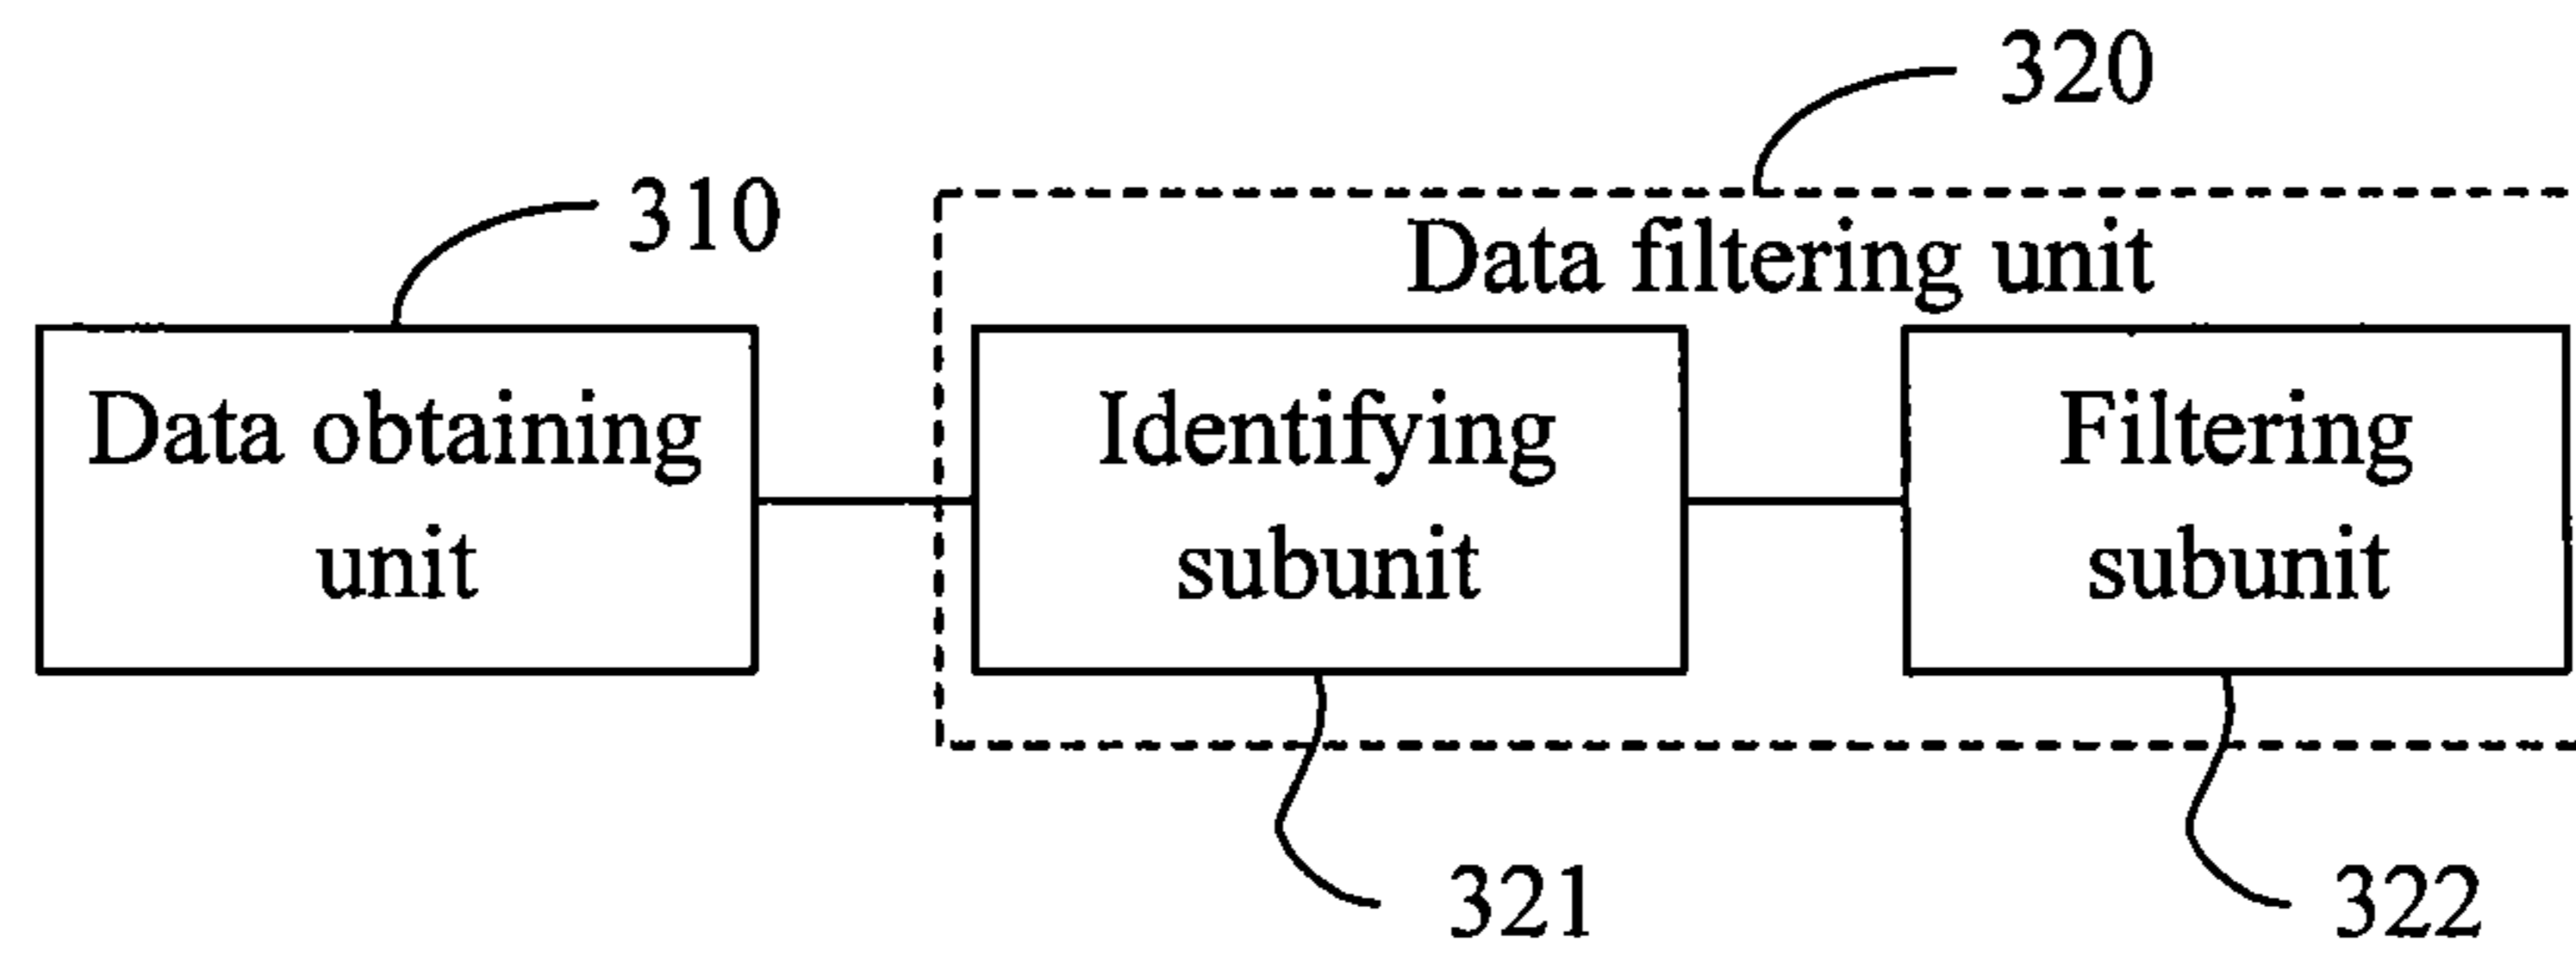 320
310
Data filtering unit
Data obtaining
unit
Identifying
subunit
Filtering
subunit
321
322